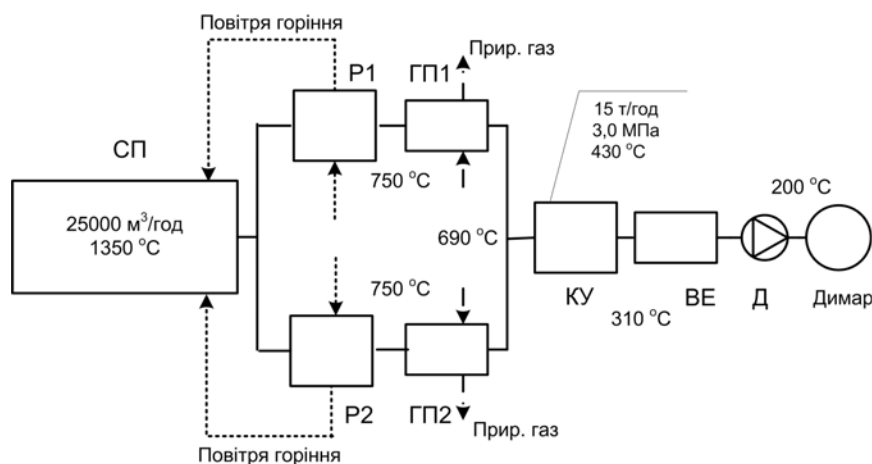 Повітря горіння
Прир. газ
Р1
ГП1
15 т/год
3,0 МПа
430 °С
СП
750 °С
200 °С
25000 м³/год
1350 °С
690 °С
750 °С
КУ
ВЕ
Д
Димар
310 °С
Р2
ГП2
Прир. газ
Повітря горіння